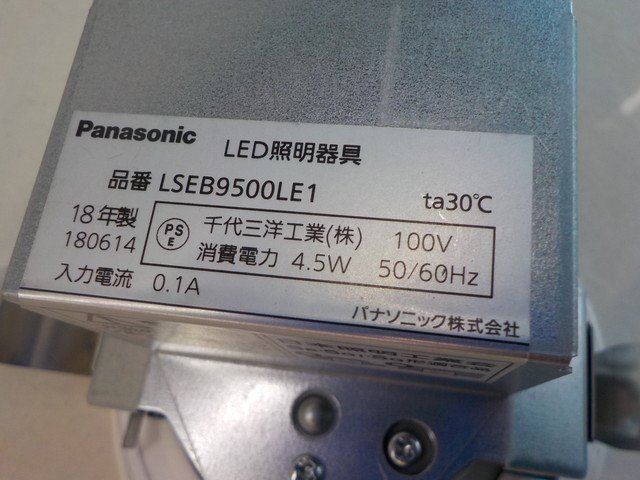 Panasonic
LED照明器具
品番 LSEB9500LE1
ta30℃
18年製
180614
PS
E
千代三洋工業(株) 100V
消費電力 4.5W 50/60Hz
入力電流 0.1A
パナソニック株式会社